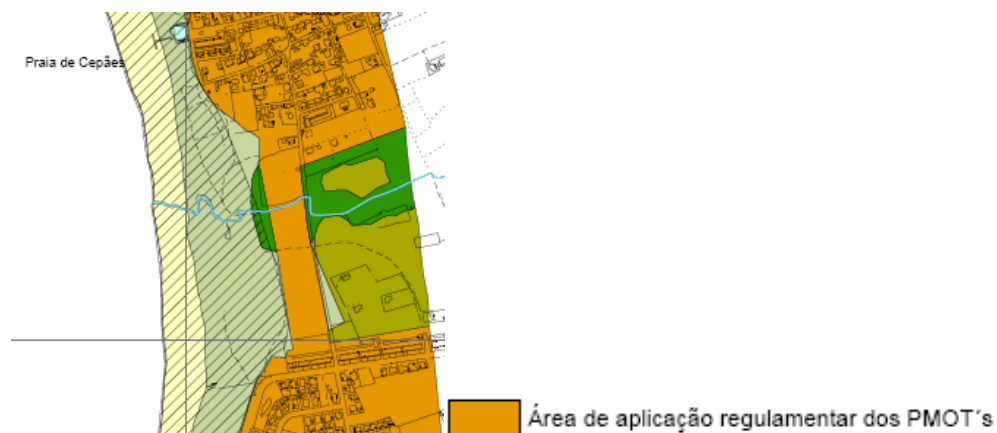 Praia de Cepães
Área de aplicação regulamentar dos PMOT´s